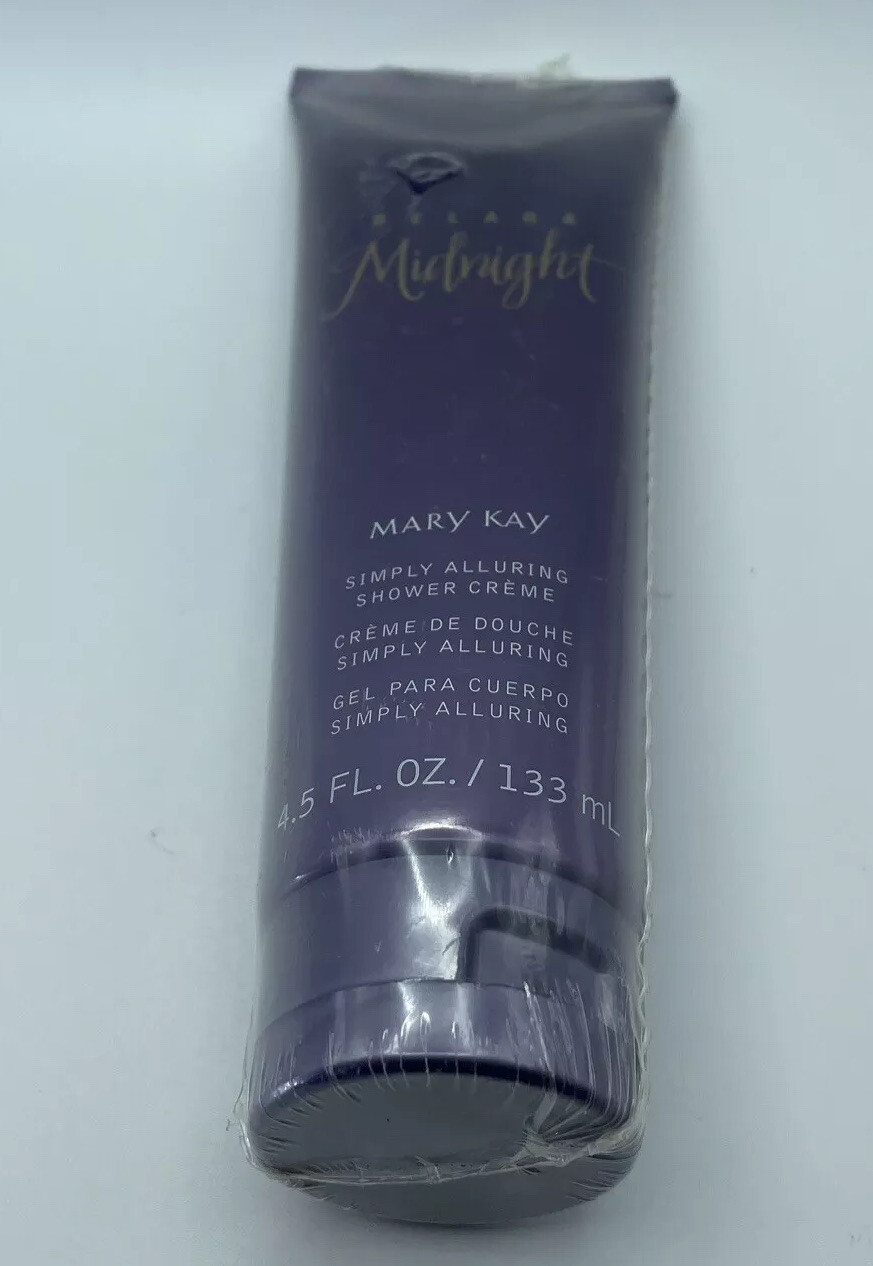 BELARA
Midnight
MARY KAY
SIMPLY ALLURING
SHOWER CRÈME
CRÈME DE DOUCHE
SIMPLY ALLURING
GEL PARA CUERPO
SIMPLY ALLURING
4.5 FL. OZ. / 133 mL